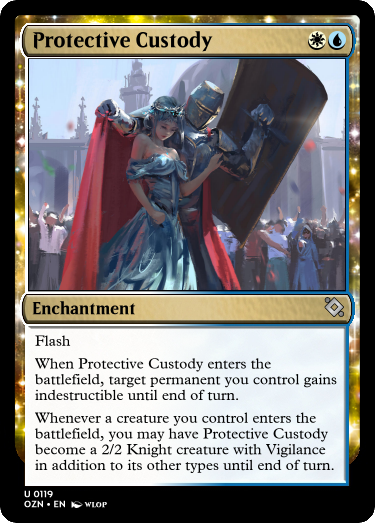 Protective Custody
Enchantment
Flash
When Protective Custody enters the
battlefield, target permanent you control gains
indestructible until end of turn.
Whenever a creature you control enters the
battlefield, you may have Protective Custody
become a 2/2 Knight creature with Vigilance
in addition to its other types until end of turn.
U 0119
OZN • EN WLOP